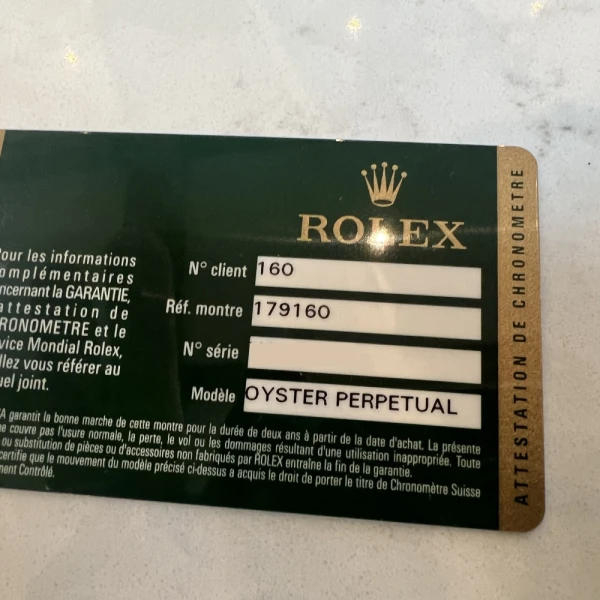 ROLEX
our les informations
omplémentaires
ncernant la GARANTIE,
attestation de
RONOMETRE et le
vice Mondial Rolex,
llez vous référer au
uel joint.
N° client 160
Réf. montre 179160
N° série
Modèle OYSTER PERPETUAL
A garantit la bonne marche de cette montre pour la durée de deux ans à partir de la date d'achat. La présente
ne couvre pas l'usure normale, la perte, le vol ou les dommages résultant d'une utilisation inappropriée. Toute
ou substitution de pièces ou d'accessoires non fabriqués par ROLEX entraîne la fin de la garantie.
certifie que le mouvement du modèle précisé ci-dessus a acquis le droit de porter le titre de Chronomètre Suisse
ment Contrôlé.
ATTESTATION DE CHRONOMETRE